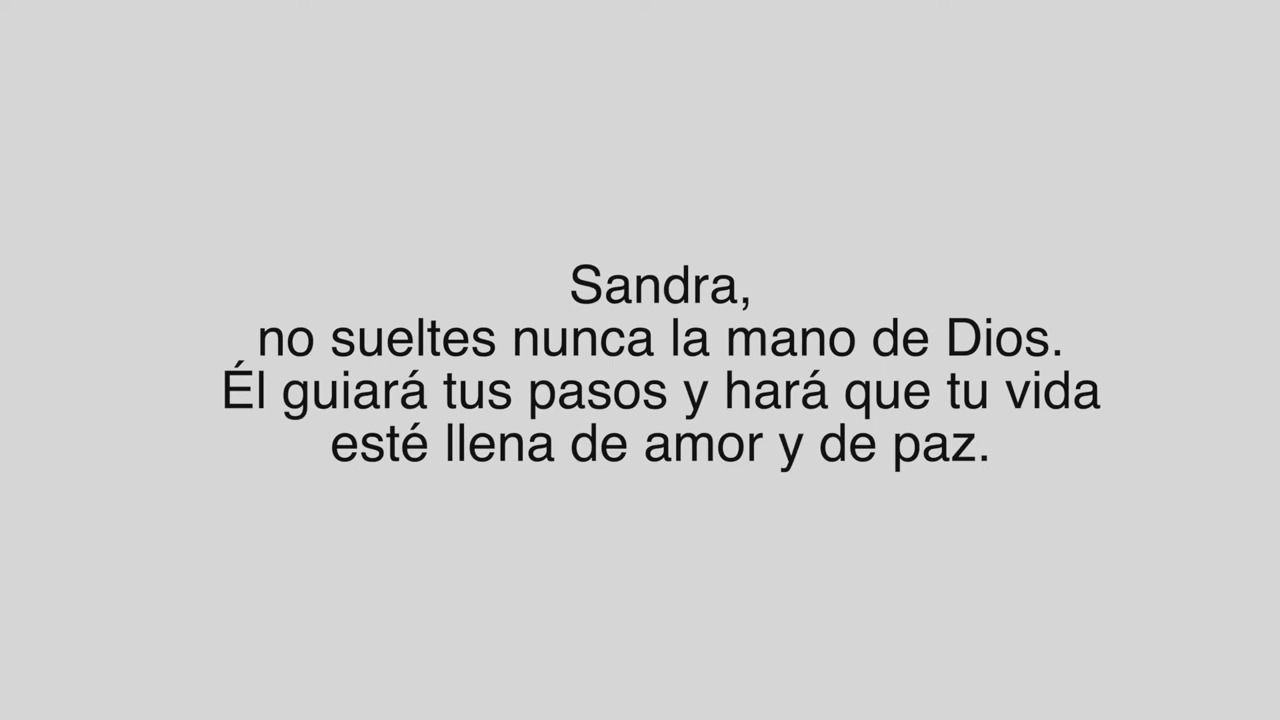 Sandra,
no sueltes nunca la mano de Dios.
Él guiará tus pasos y hará que tu vida
esté llena de amor y de paz.